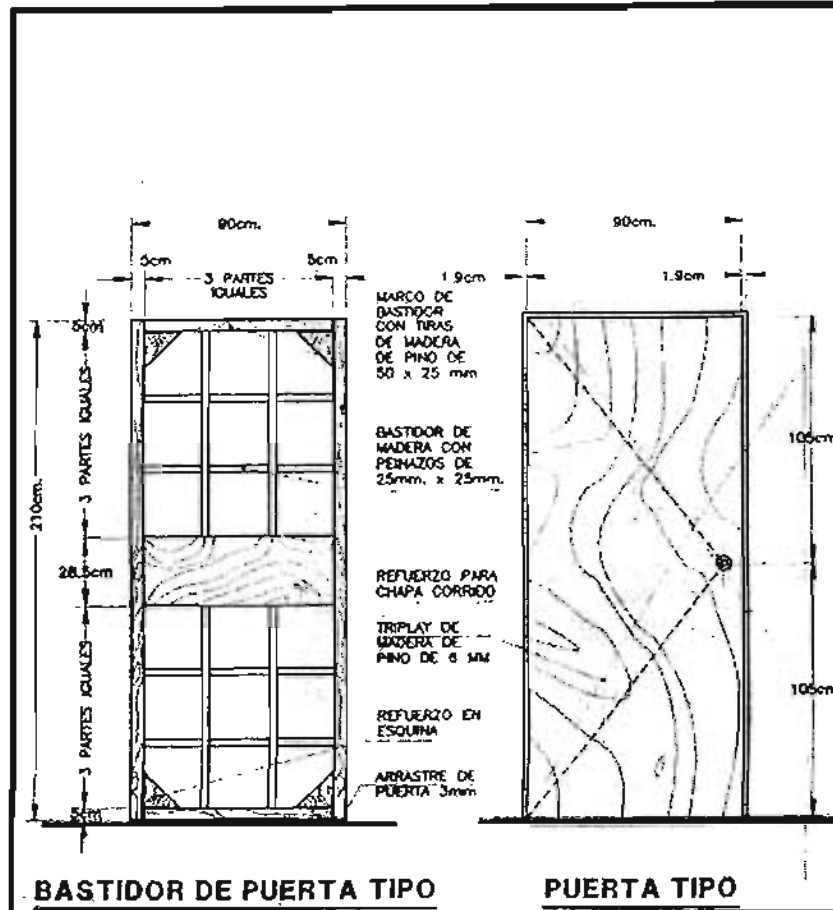 90cm.
90cm.
5cm
5cm
3 PARTES
IGUALES
1.9cm
1.9cm
5cm
3 PARTES IGUALES
210cm.
28.5cm
3 PARTES IGUALES
5cm
MARCO DE
BASTIDOR
CON TIRAS
DE MADERA
DE PINO DE
50 x 25 mm
BASTIDOR DE
MADERA CON
PEINAZOS DE
25mm. x 25mm.
REFUERZO PARA
CHAPA CORRIDO
TRIPLAY DE
MADERA DE
PINO DE 6 MM
REFUERZO EN
ESQUINA
ARRASTRE DE
PUERTA 3mm
105cm
105cm
BASTIDOR DE PUERTA TIPO
PUERTA TIPO